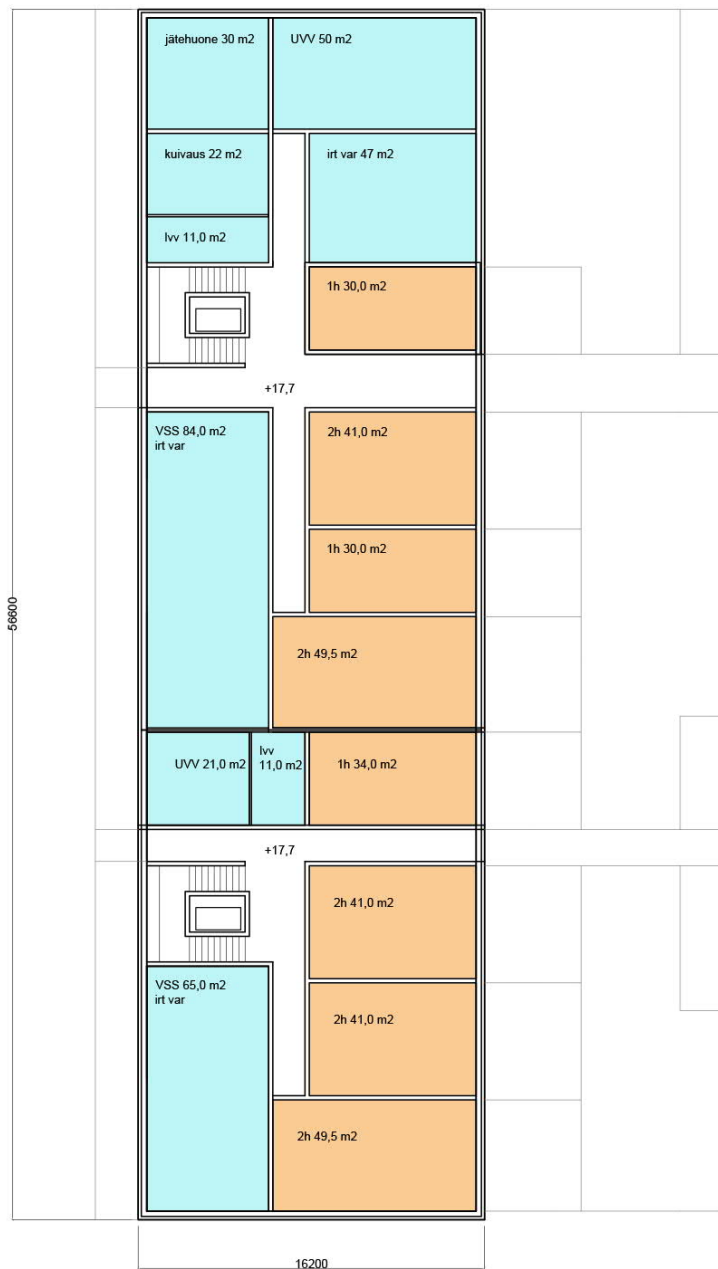 jätehuone 30 m2
UVV 50 m2
kuivaus 22 m2
irt var 47 m2
lvv 11,0 m2
1h 30,0 m2
+17,7
VSS 84,0 m2
irt var
2h 41,0 m2
1h 30,0 m2
56600
2h 49,5 m2
UVV 21,0 m2
lvv
11,0 m2
1h 34,0 m2
+17,7
2h 41,0 m2
VSS 65,0 m2
irt var
2h 41,0 m2
2h 49,5 m2
16200